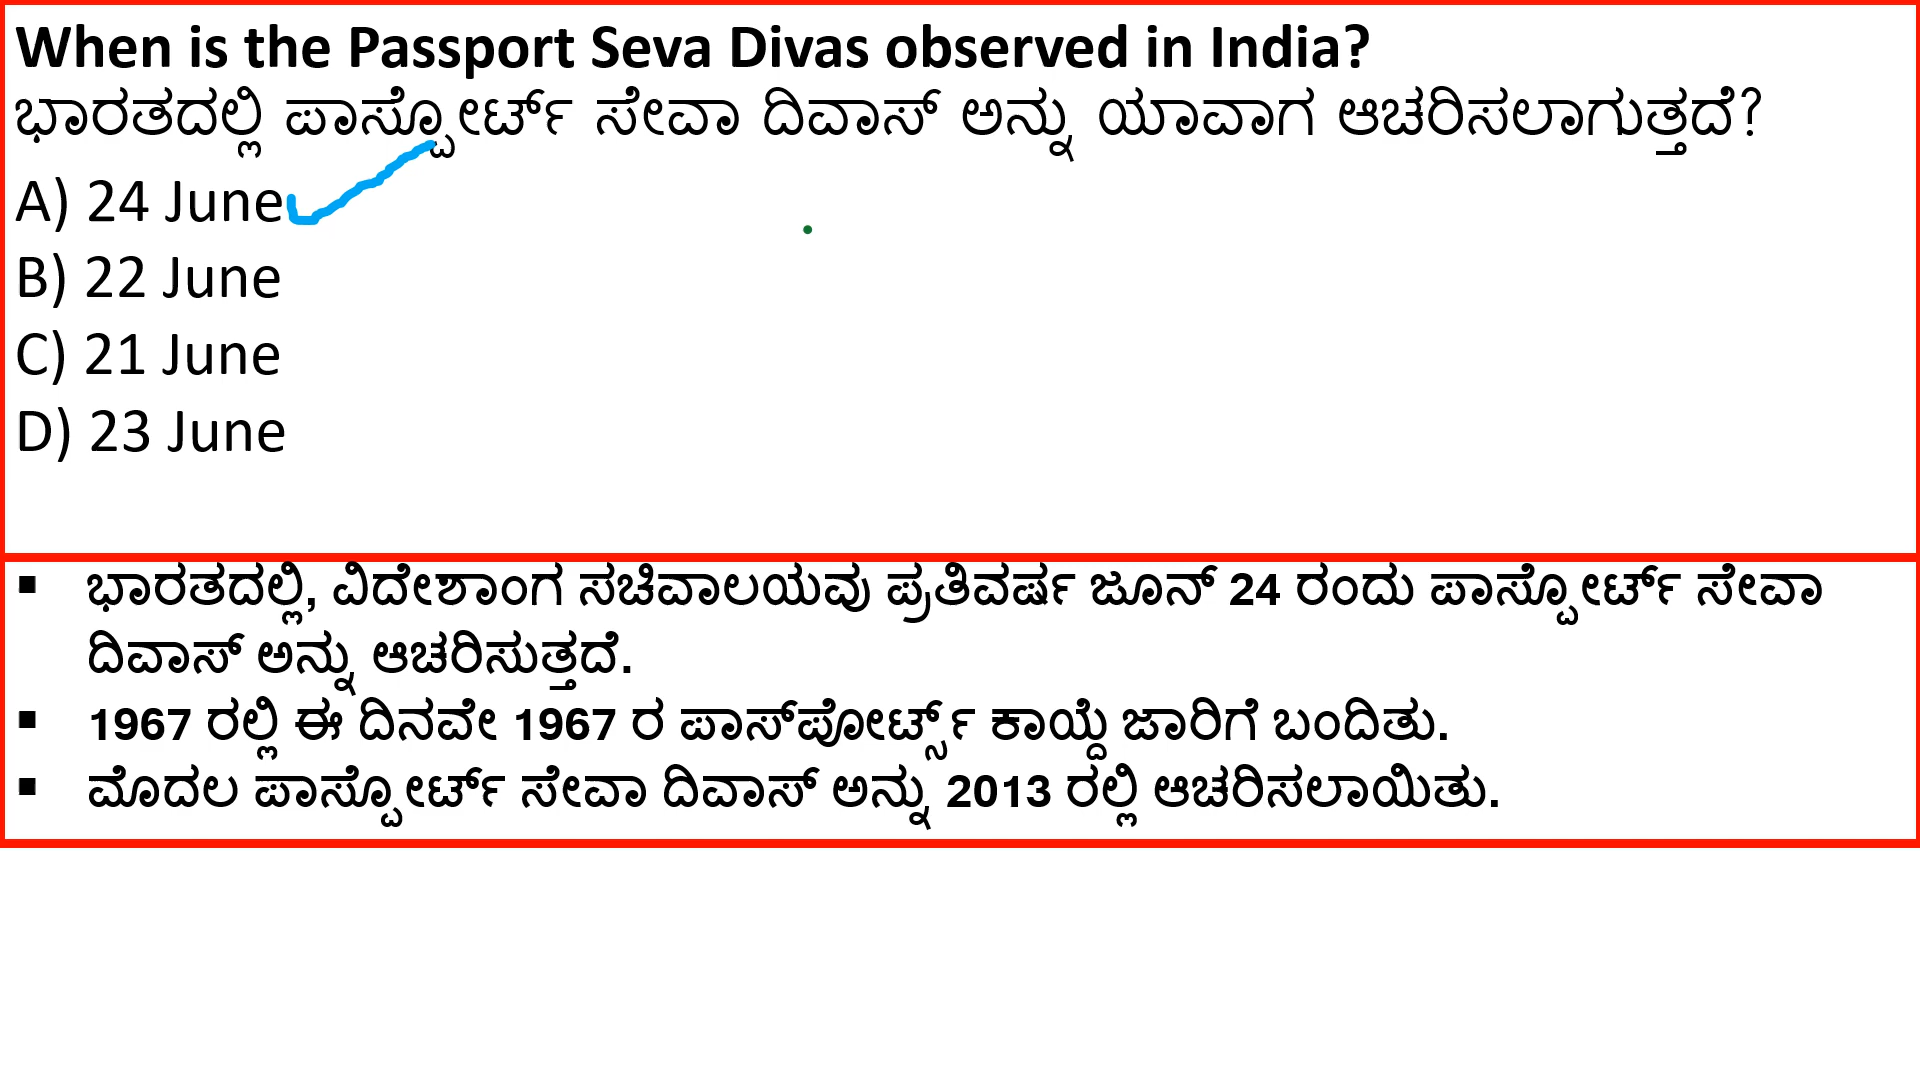 When is the Passport Seva Divas observed in India?
ಭಾರತದಲ್ಲಿ ಪಾಸ್ಪೋರ್ಟ್ ಸೇವಾ ದಿವಾಸ್ ಅನ್ನು ಯಾವಾಗ ಆಚರಿಸಲಾಗುತ್ತದೆ?
A) 24 June
B) 22 June
C) 21 June
D) 23 June
▪ ಭಾರತದಲ್ಲಿ, ವಿದೇಶಾಂಗ ಸಚಿವಾಲಯವು ಪ್ರತಿವರ್ಷ ಜೂನ್ 24 ರಂದು ಪಾಸ್ಪೋರ್ಟ್ ಸೇವಾ
ದಿವಾಸ್ ಅನ್ನು ಆಚರಿಸುತ್ತದೆ.
▪ 1967 ರಲ್ಲಿ ಈ ದಿನವೇ 1967 ರ ಪಾಸ್‌ಪೋರ್ಟ್ಸ್ ಕಾಯ್ದೆ ಜಾರಿಗೆ ಬಂದಿತು.
▪ ಮೊದಲ ಪಾಸ್ಪೋರ್ಟ್ ಸೇವಾ ದಿವಾಸ್ ಅನ್ನು 2013 ರಲ್ಲಿ ಆಚರಿಸಲಾಯಿತು.